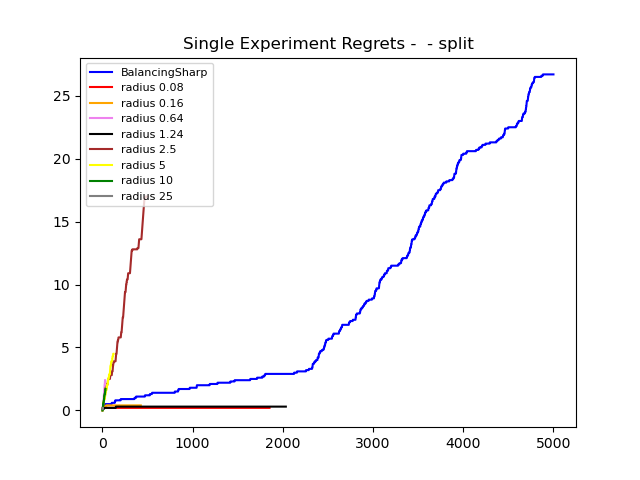 Single Experiment Regrets -  - split
BalancingSharp
radius 0.08
radius 0.16
radius 0.64
radius 1.24
radius 2.5
radius 5
radius 10
radius 25
25
20
15
10
5
0
0 1000 2000 3000 4000 5000